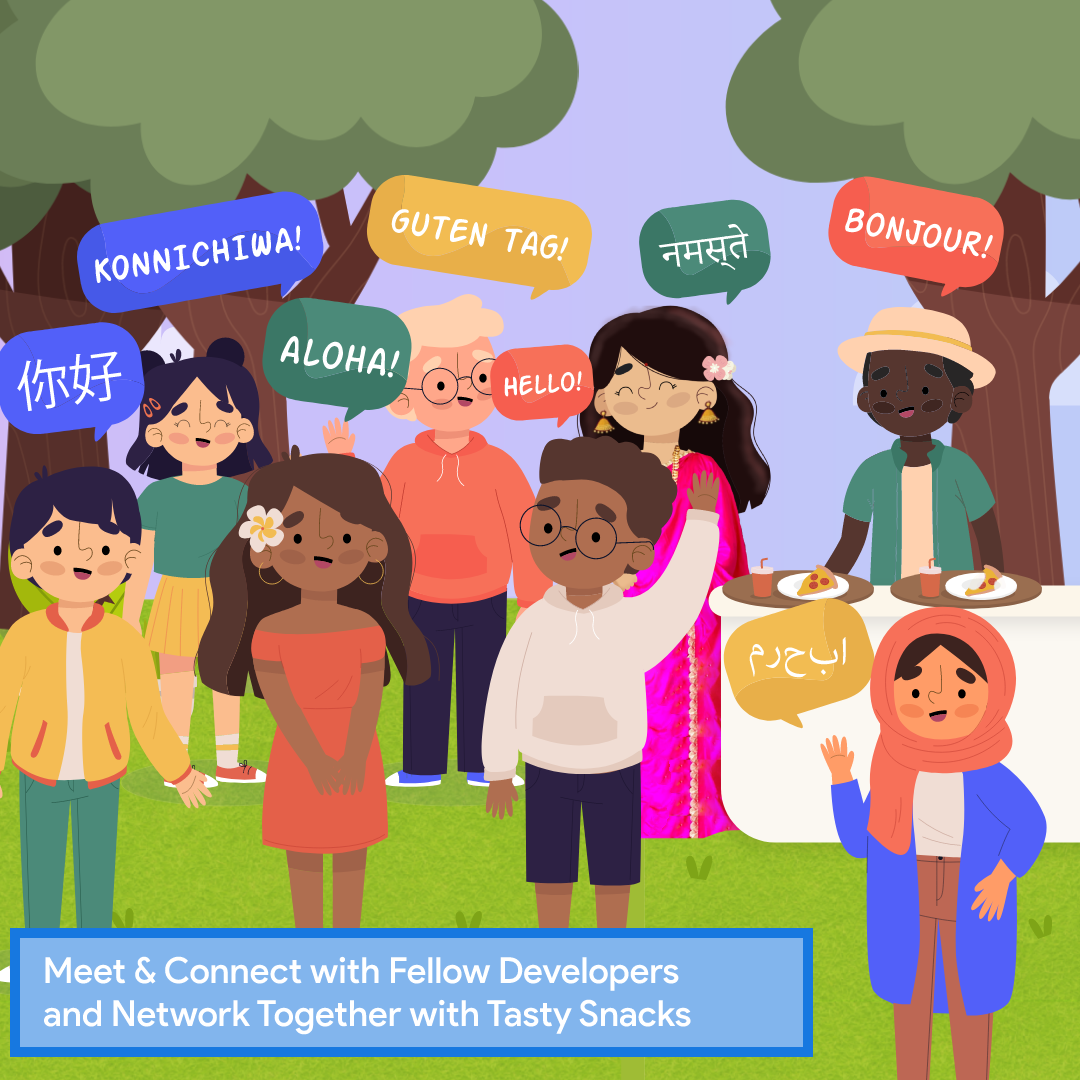 KONNICHIWA!
GUTEN TAG!
नमस्ते
BONJOUR!
你好
ALOHA!
HELLO!
ابحرم
Meet & Connect with Fellow Developers
and Network Together with Tasty Snacks